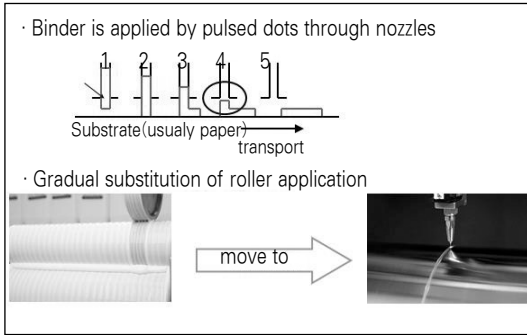 · Binder is applied by pulsed dots through nozzles
1 2 3 4 5
Substrate(usualy paper)
transport
· Gradual substitution of roller application
move to